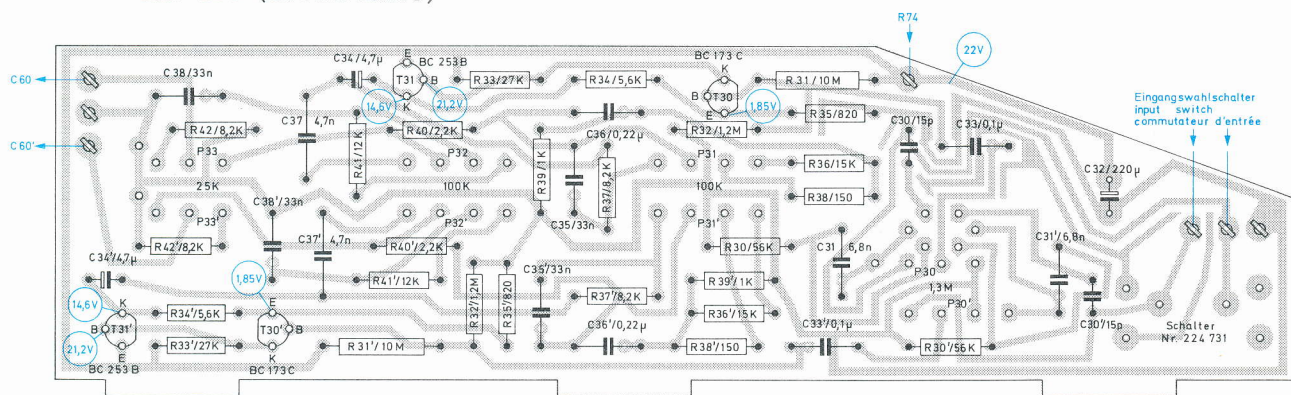 R74
C60
C38/33n
C34/4,7µ
E
BC 253B
T31
B
K
14,6V
21,2V
R33/27K
R34/5,6K
BC 173 C
K
B
T30
E
1,85V
R31/10M
22V
R35/820
C37
4,7n
R42/8,2K
R41/12K
R40/2,2K
C36/0,22µ
R32/1,2M
C30/15p
C33/0,1µ
Eingangswahlschalter
input switch
commutateur d'entrée
C60'
P33
P32
R39/1K
R37/8,2K
P31
R36/15K
C32/220µ
25K
100K
100K
R38/150
C38'/33n
C35/33n
P33'
P32'
P31'
R42'/8,2K
C37'
4,7n
R40'/2,2K
R30/56K
C31
6,8n
C31'/6,8n
C34'/4,7µ
1,85V
R41'/12K
R32'/1,2M
R35'/820
C35'/33n
R39'/1K
P30
1,3M
14,6V
K
R34'/5,6K
E
R37'/8,2K
P30'
B
T31'
T30'
B
R36'/15K
C33'/0,1µ
C30'/15p
Schalter
Nr. 224 731
21,2V
E
R33'/27K
K
R31'/10M
C36'/0,22µ
R38'/150
R30'/56K
BC 253 B
BC 173 C